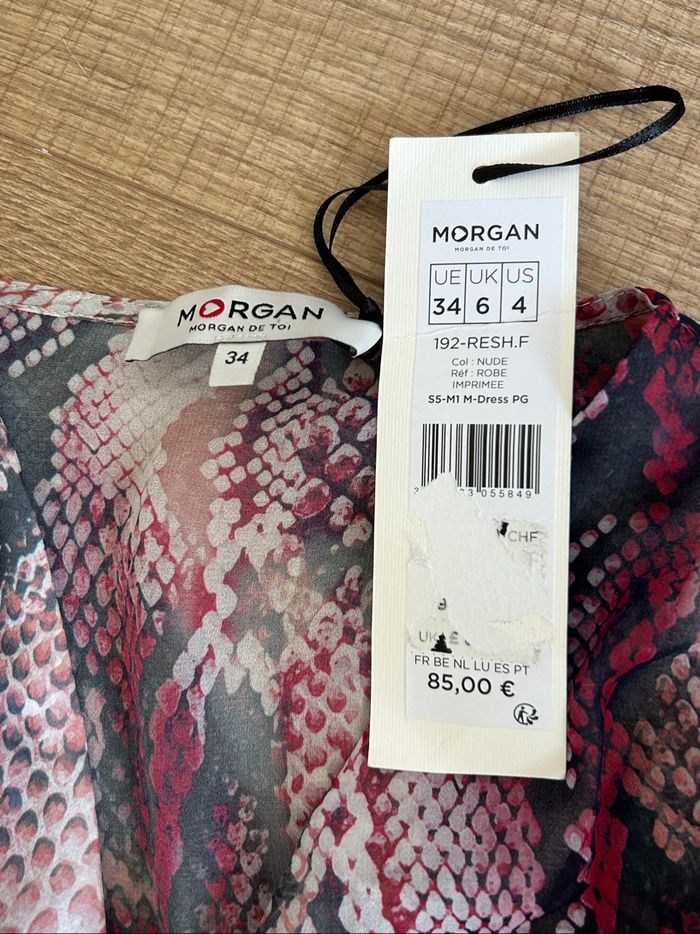 MORGAN
MORGAN DE TOI
34
MORGAN
MORGAN DE TOI
UE UK US
34 6 4
192-RESH.F
Col : NUDE
Réf : ROBE
IMPRIMEE
S5-M1 M-Dress PG
055849
CHF
UK £
FR BE NL LU ES PT
85,00 €